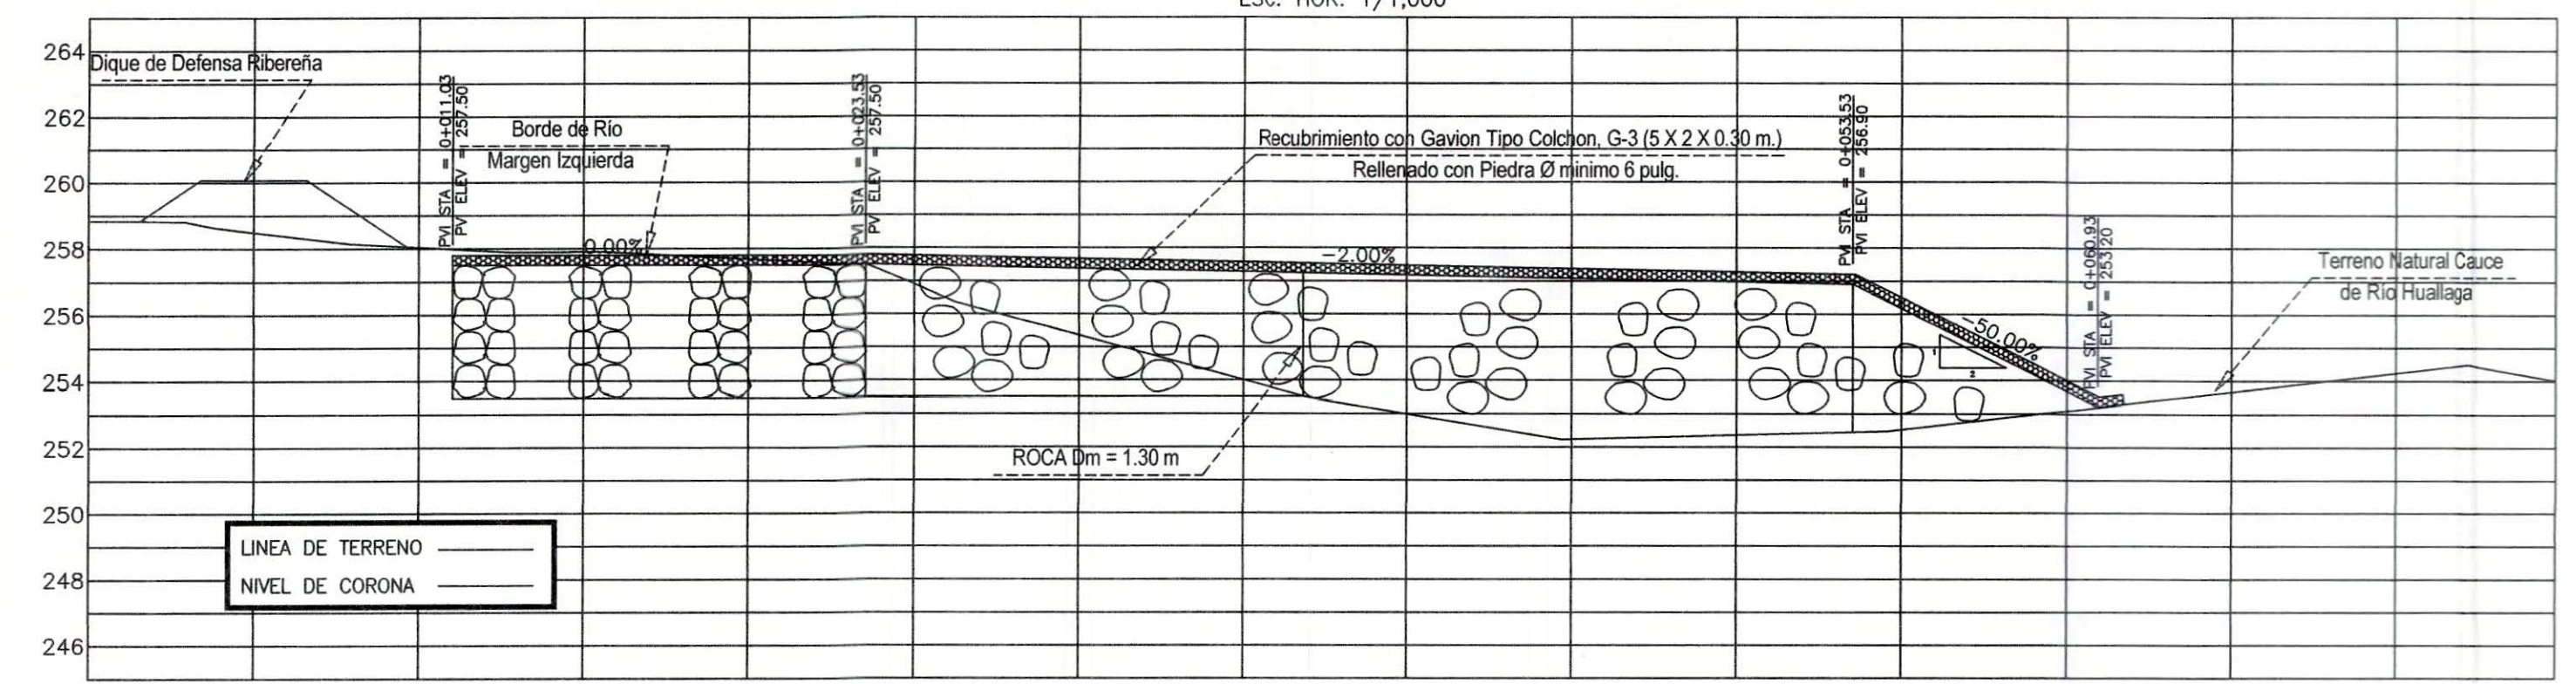 ESC. HOR. 1/1,000
264
262
260
258
256
254
252
250
248
246
Dique de Defensa Ribereña
PVI STA = 0+011.03
PVI ELEV = 257.50
Borde de Río
Margen Izquierda
0.00%
PVI STA = 0+023.53
PVI ELEV = 257.50
Recubrimiento con Gavion Tipo Colchon, G-3 (5 X 2 X 0.30 m.)
Rellenado con Piedra Ø minimo 6 pulg.
-2.00%
PVI STA = 0+053.53
PVI ELEV = 256.90
-50.00%
1
2
PVI STA = 0+060.93
PVI ELEV = 253.20
Terreno Natural Cauce
de Río Huallaga
ROCA Dm = 1.30 m
LINEA DE TERRENO
NIVEL DE CORONA